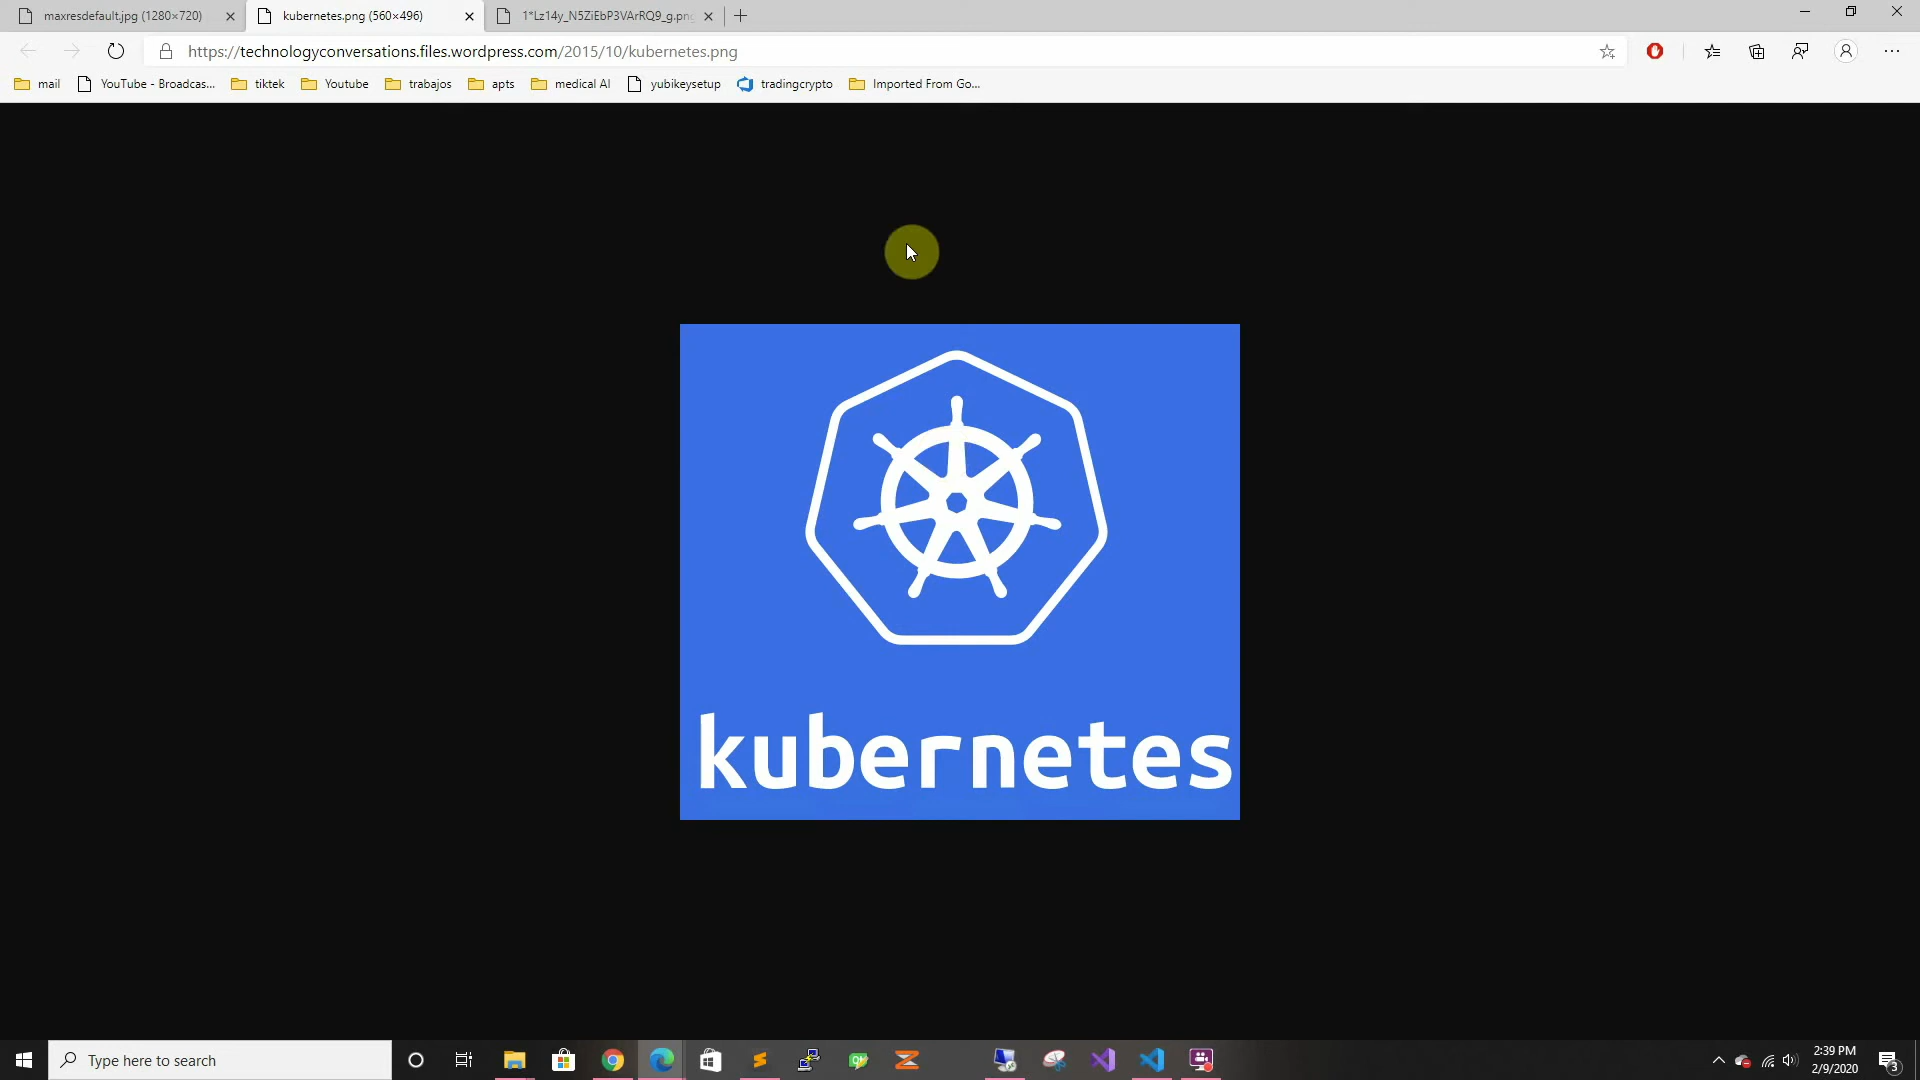 maxresdefault.jpg (1280×720)
kubernetes.png (560×496)
1*Lz14y_N5ZiEbP3VArRQ9_g.png
https://technologyconversations.files.wordpress.com/2015/10/kubernetes.png
mail
YouTube - Broadcas...
tiktek
Youtube
trabajos
apts
medical AI
yubikeysetup
tradingcrypto
Imported From Go...
kubernetes
Type here to search
2:39 PM
2/9/2020
3